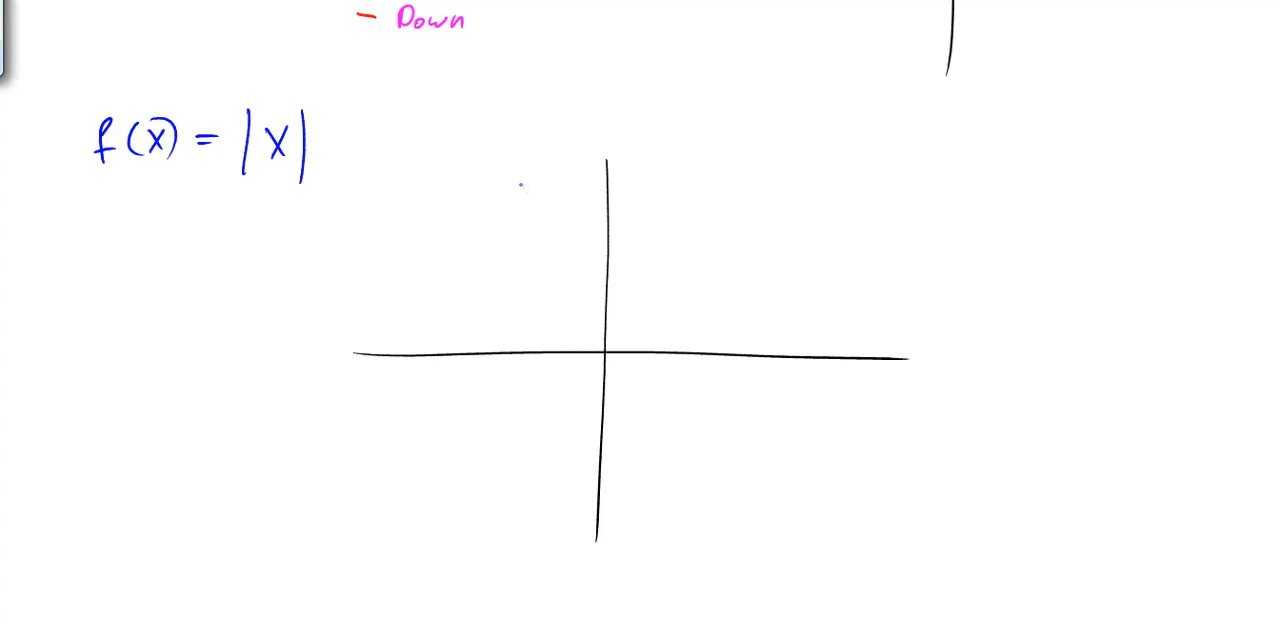 - Down
f(x) = |x|